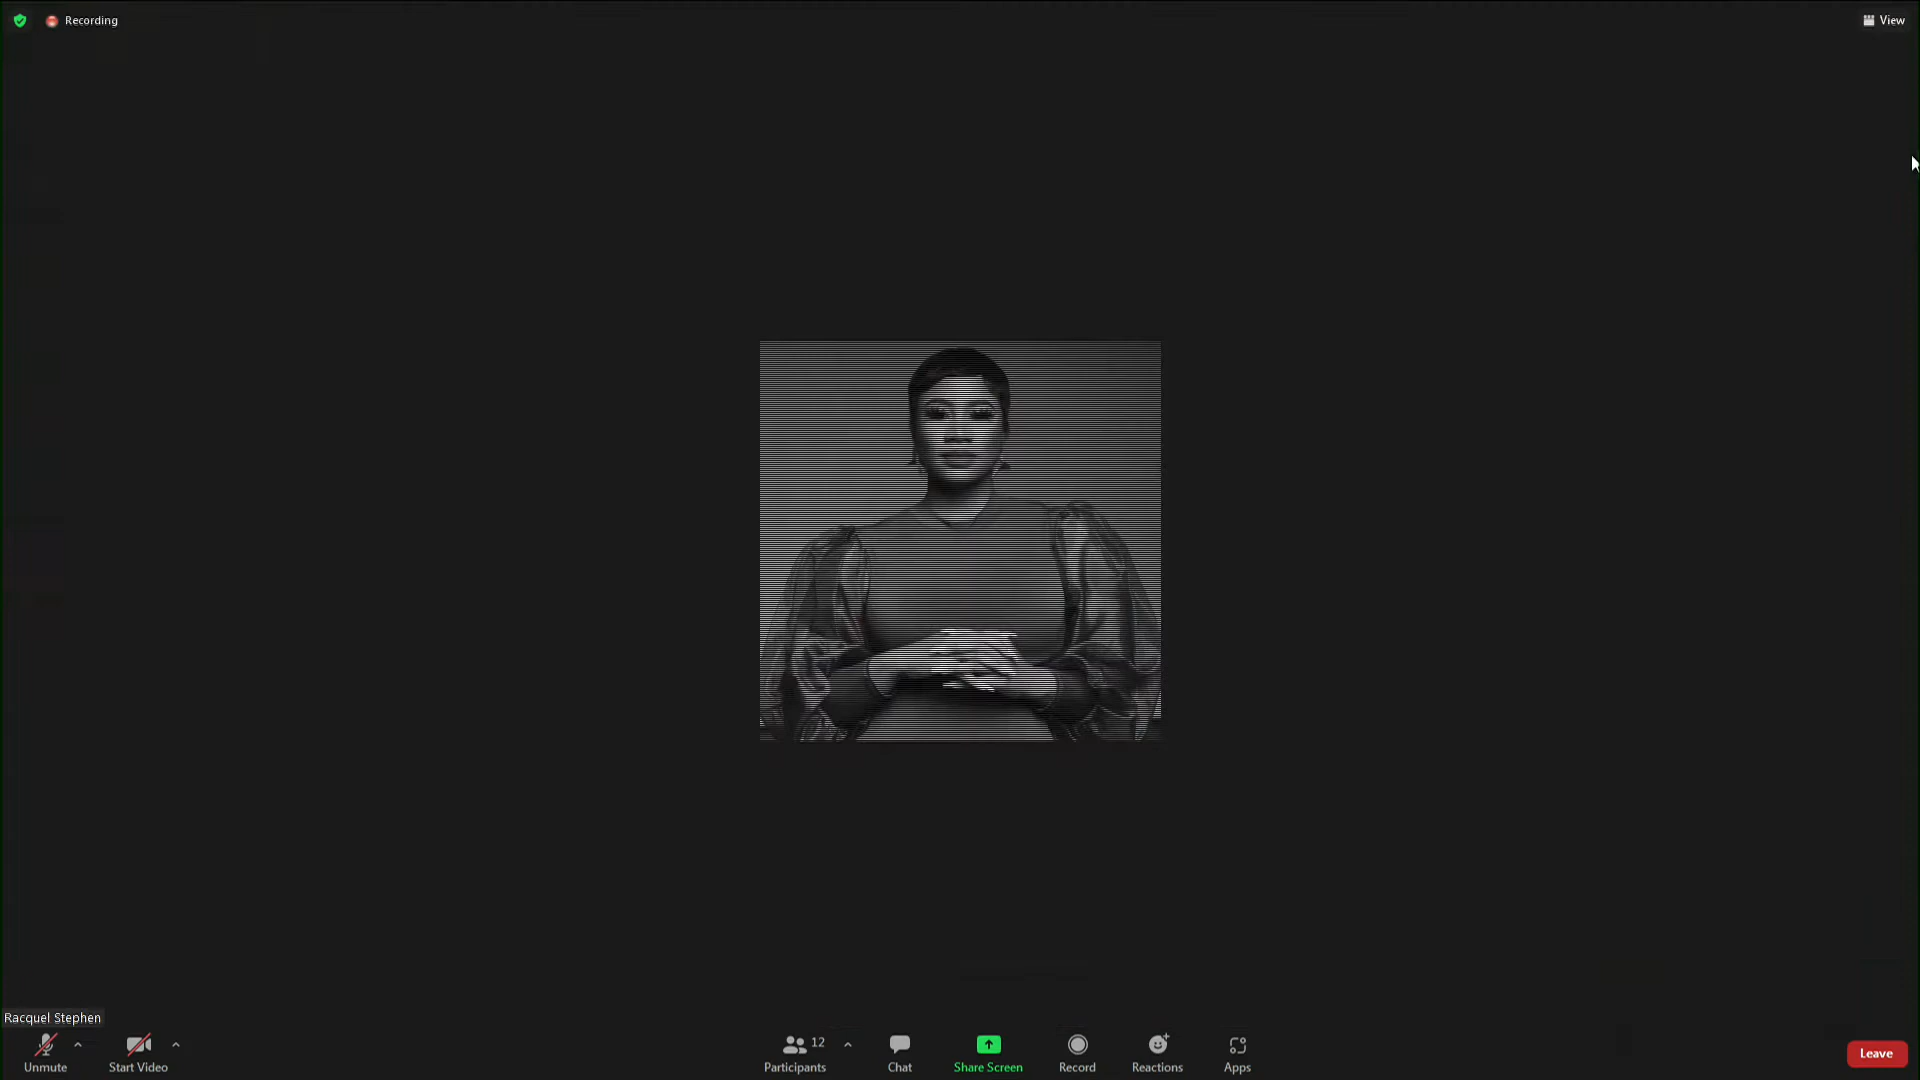 Recording
View
Racquel Stephen
Unmute
Start Video
12
Participants
Chat
Share Screen
Record
Reactions
Apps
Leave